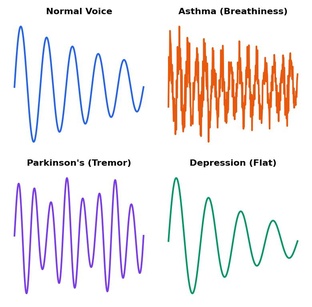 Normal Voice
Asthma (Breathiness)
Parkinson's (Tremor)
Depression (Flat)